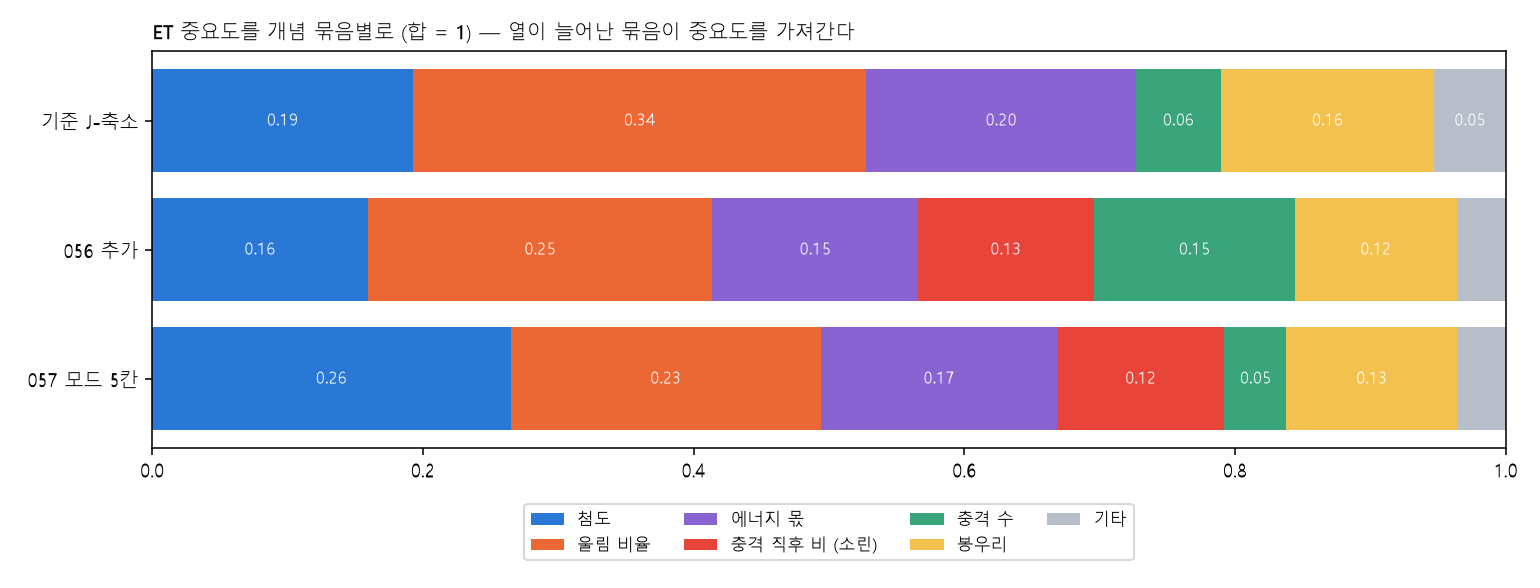 ET 중요도를 개념 묶음별로 (합 = 1) — 열이 늘어난 묶음이 중요도를 가져간다
기준 J-축소
0.19 0.34 0.20 0.06 0.16 0.05
056 추가
0.16 0.25 0.15 0.13 0.15 0.12
057 모드 5칸
0.26 0.23 0.17 0.12 0.05 0.13
0.0 0.2 0.4 0.6 0.8 1.0
첨도 에너지 몫 충격 수 기타
울림 비율 충격 직후 비 (소린) 봉우리